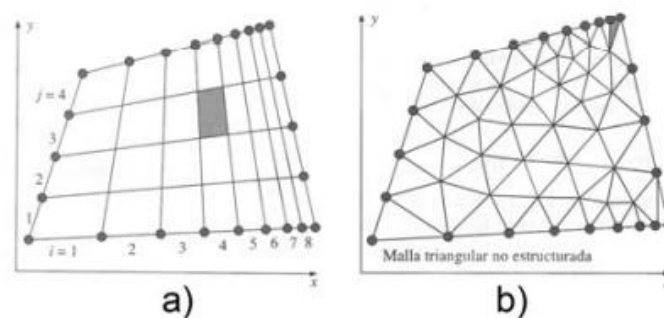 y
j = 4
3
2
1
i = 1 2 3 4 5 6 7 8
x
a)
y
Malla triangular no estructurada
b)